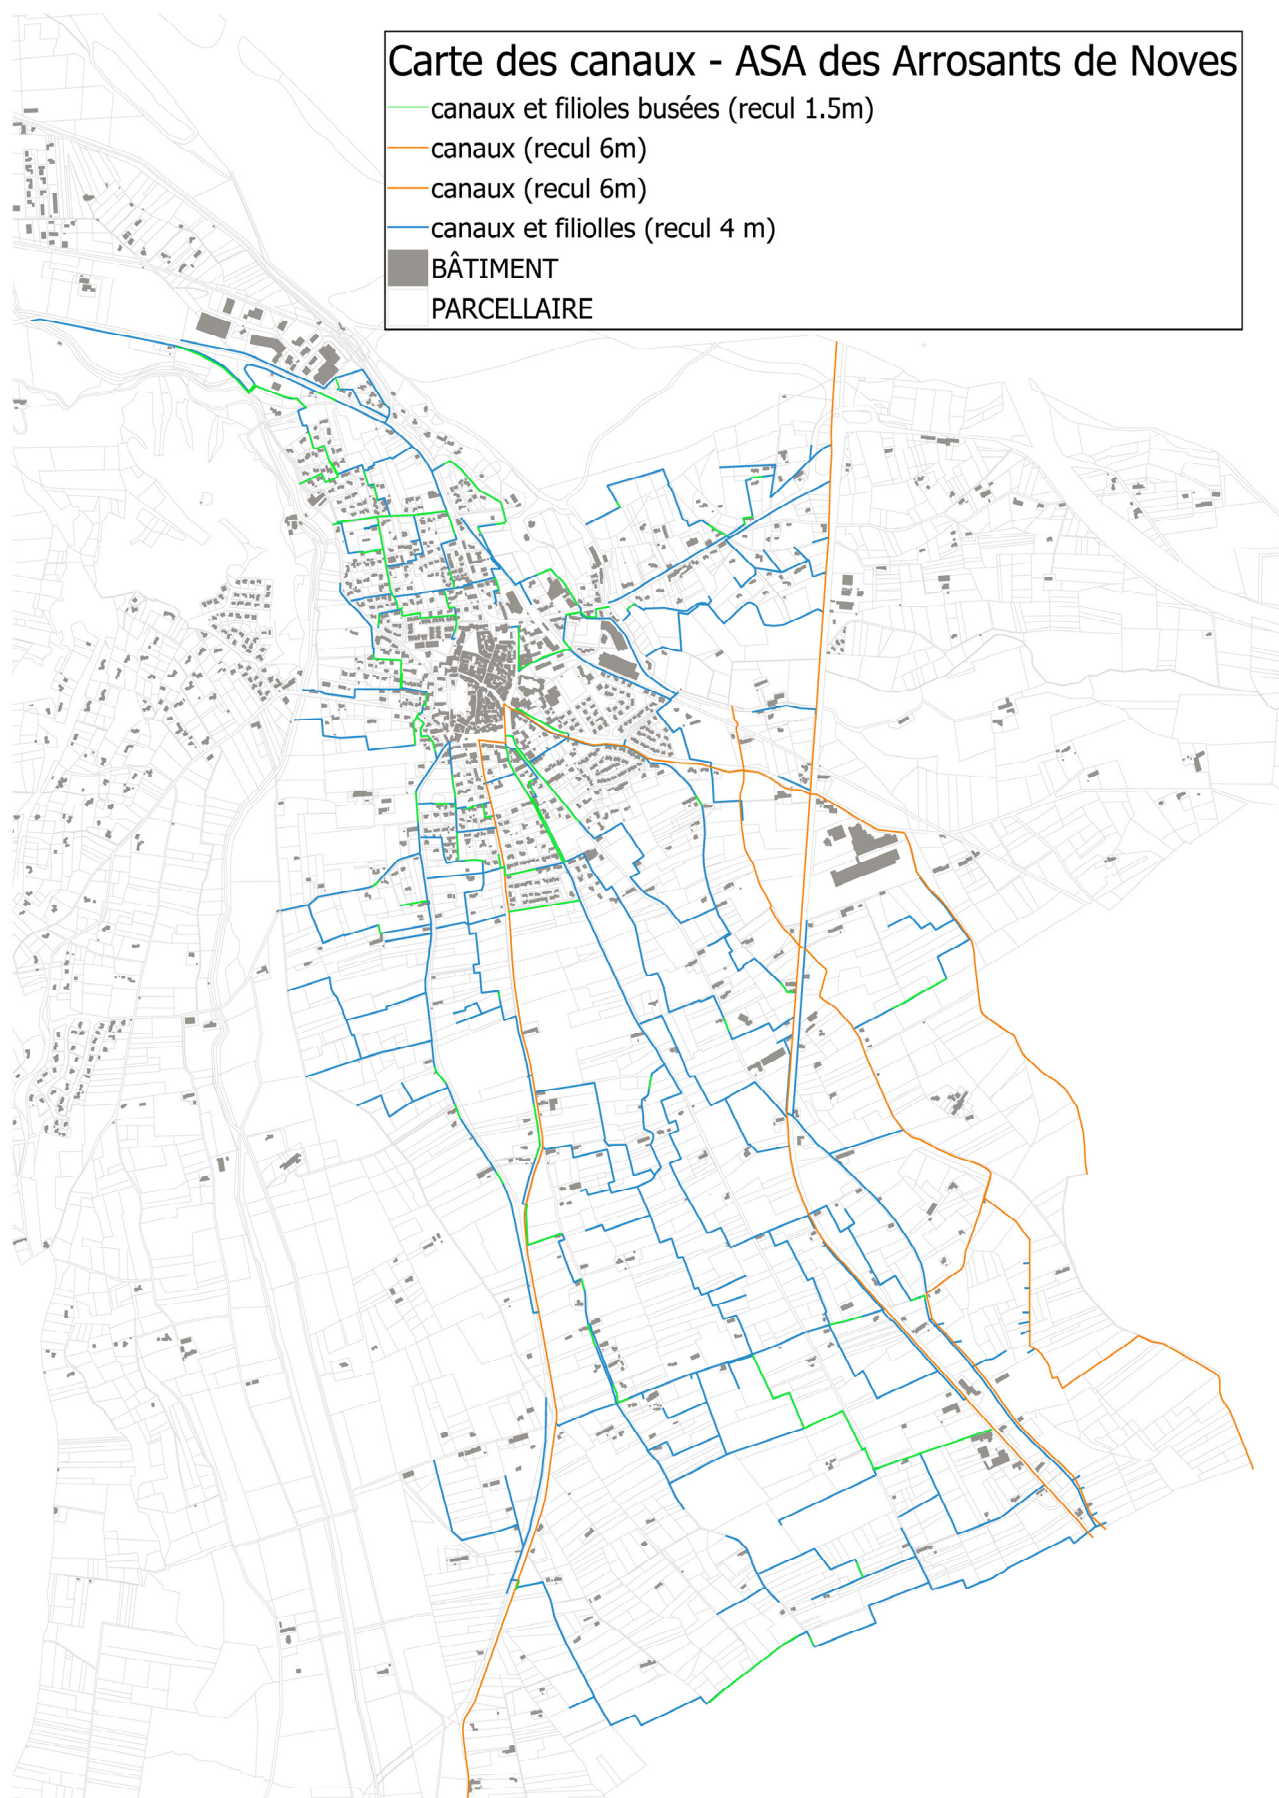 Carte des canaux - ASA des Arrosants de Noves
canaux et filioles busées (recul 1.5m)
canaux (recul 6m)
canaux (recul 6m)
canaux et filiolles (recul 4 m)
BÂTIMENT
PARCELLAIRE